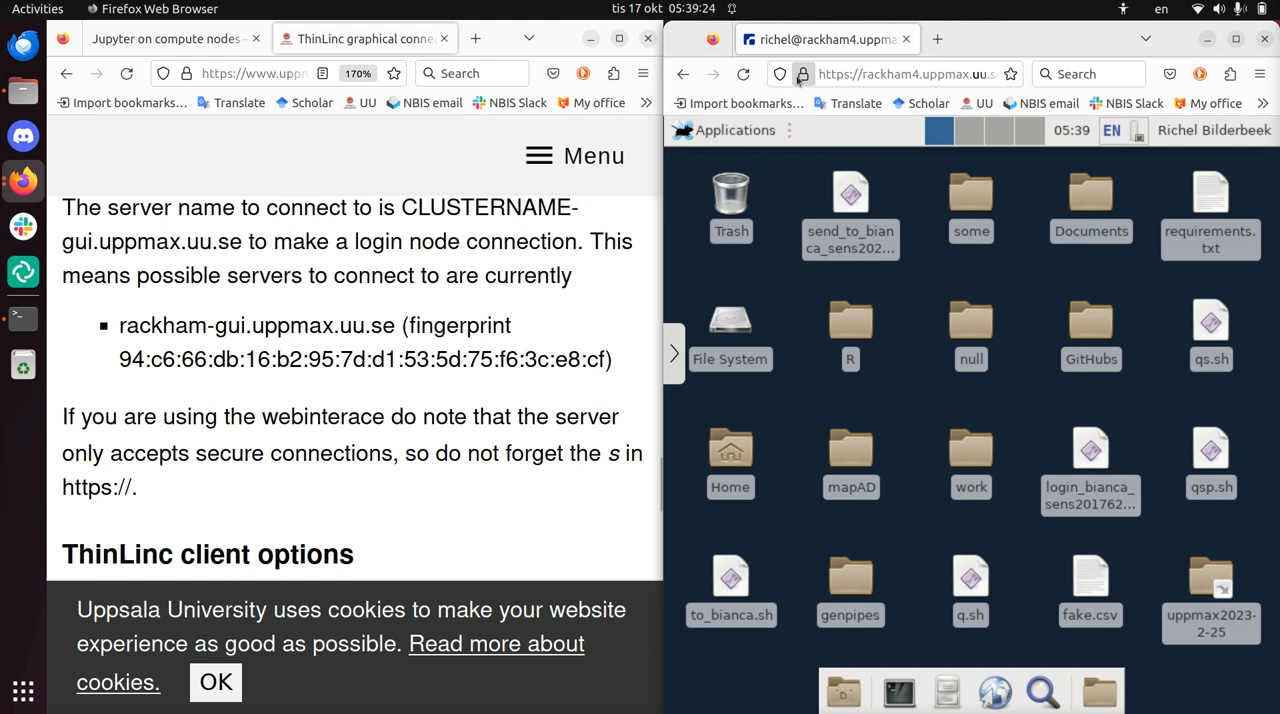 Activities
Firefox Web Browser
tis 17 okt 05:39:24
en
Jupyter on compute nodes –
ThinLinc graphical conne
https://www.uppn
170%
Search
Import bookmarks…
Translate
Scholar
UU
NBIS email
NBIS Slack
My office
Menu
The server name to connect to is CLUSTERNAME-
gui.uppmax.uu.se to make a login node connection. This
means possible servers to connect to are currently
rackham-gui.uppmax.uu.se (fingerprint
94:c6:66:db:16:b2:95:7d:d1:53:5d:75:f6:3c:e8:cf)
If you are using the webinterace do note that the server
only accepts secure connections, so do not forget the s in
https://.
ThinLinc client options
Uppsala University uses cookies to make your website
experience as good as possible. Read more about
cookies.
OK
richel@rackham4.uppma
https://rackham4.uppmax.uu.s
Search
Import bookmarks…
Translate
Scholar
UU
NBIS email
NBIS Slack
My office
Applications
05:39
EN
Richel Bilderbeek
Trash
send_to_bian
ca_sens202...
some
Documents
requirements.
txt
File System
R
null
GitHubs
qs.sh
Home
mapAD
work
login_bianca_
sens201762...
qsp.sh
to_bianca.sh
genpipes
q.sh
fake.csv
uppmax2023-
2-25